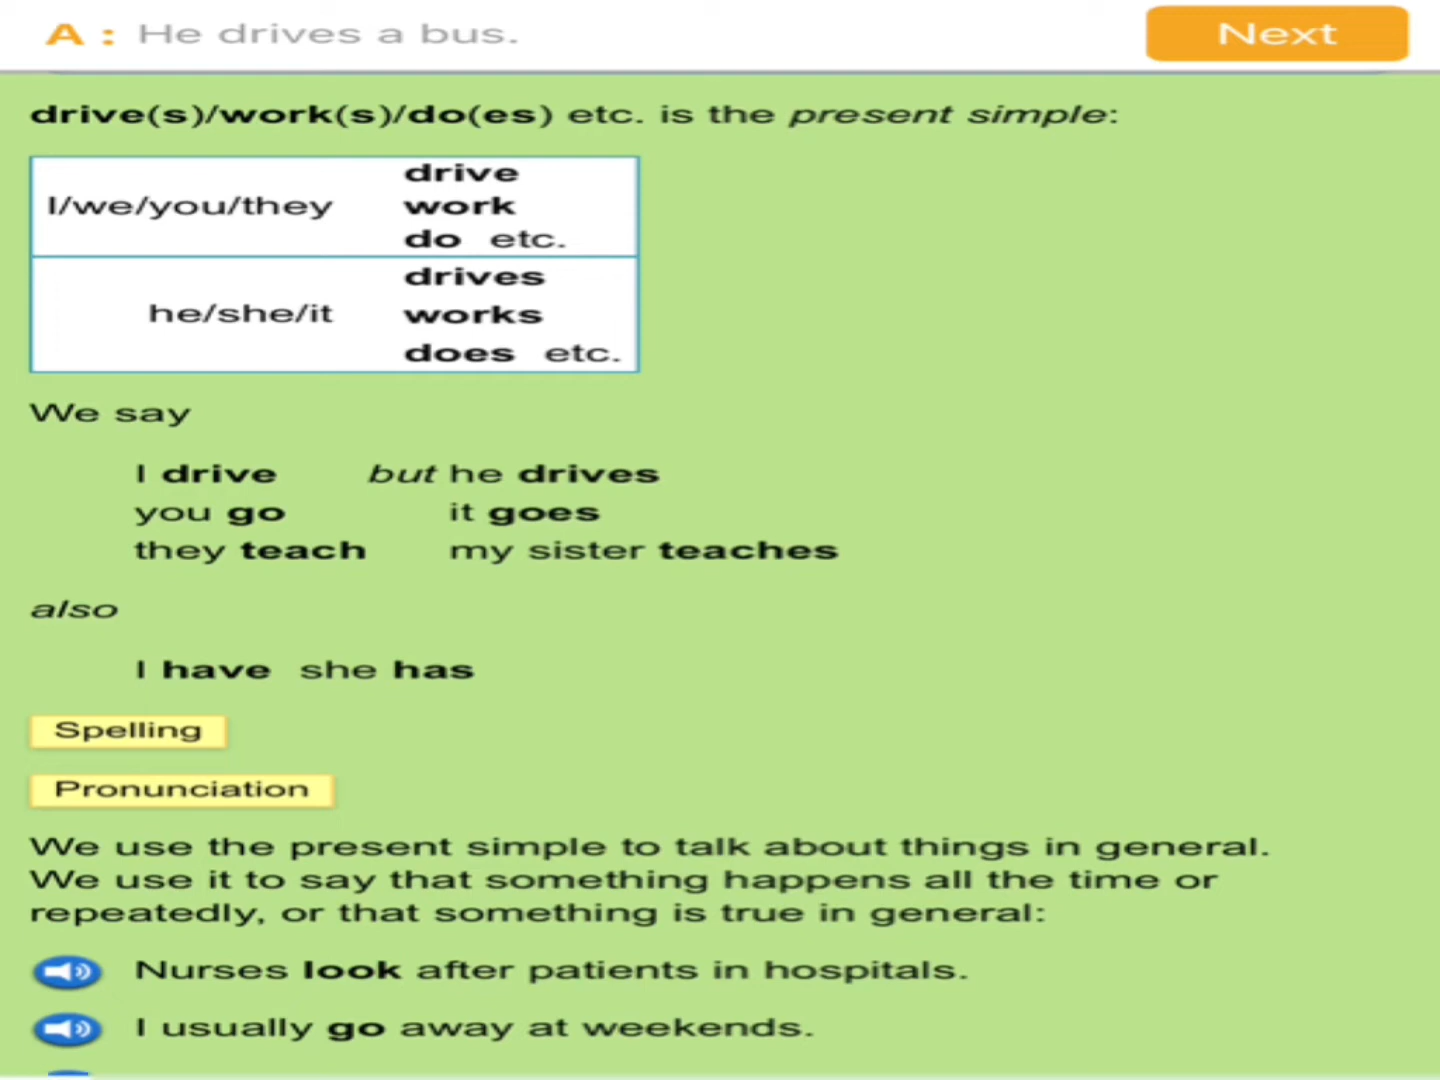 A : He drives a bus.
Next
drive(s)/work(s)/do(es) etc. is the present simple:
drive
I/we/you/they work
do etc.
drives
he/she/it works
does etc.
We say
I drive but he drives
you go it goes
they teach my sister teaches
also
I have she has
Spelling
Pronunciation
We use the present simple to talk about things in general.
We use it to say that something happens all the time or
repeatedly, or that something is true in general:
Nurses look after patients in hospitals.
I usually go away at weekends.